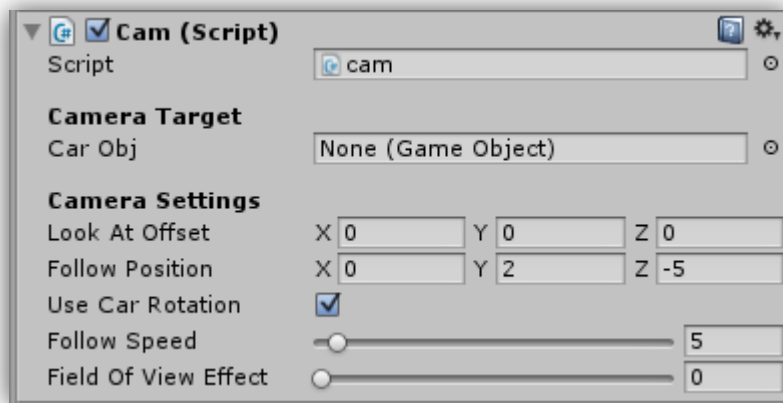 Cam (Script)
Script cam
Camera Target
Car Obj None (Game Object)
Camera Settings
Look At Offset X 0 Y 0 Z 0
Follow Position X 0 Y 2 Z -5
Use Car Rotation
Follow Speed 5
Field Of View Effect 0